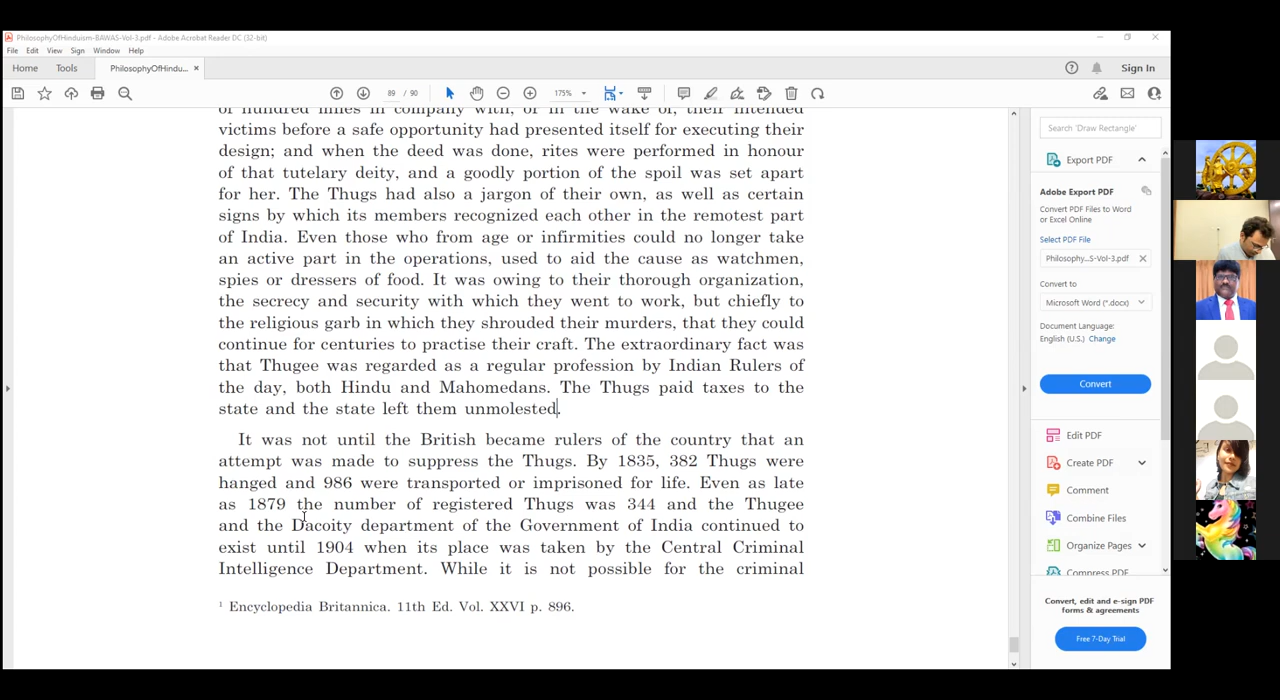 PhilosophyOfHinduism-BAWAS-Vol-3.pdf - Adobe Acrobat Reader DC (32-bit)
File Edit View Sign Window Help
Home Tools PhilosophyOfHindu... × Sign In
89 / 90 175%
of hundred miles in company with, or in the wake of, their intended
victims before a safe opportunity had presented itself for executing their
design; and when the deed was done, rites were performed in honour
of that tutelary deity, and a goodly portion of the spoil was set apart
for her. The Thugs had also a jargon of their own, as well as certain
signs by which its members recognized each other in the remotest part
of India. Even those who from age or infirmities could no longer take
an active part in the operations, used to aid the cause as watchmen,
spies or dressers of food. It was owing to their thorough organization,
the secrecy and security with which they went to work, but chiefly to
the religious garb in which they shrouded their murders, that they could
continue for centuries to practise their craft. The extraordinary fact was
that Thugee was regarded as a regular profession by Indian Rulers of
the day, both Hindu and Mahomedans. The Thugs paid taxes to the
state and the state left them unmolested.
It was not until the British became rulers of the country that an
attempt was made to suppress the Thugs. By 1835, 382 Thugs were
hanged and 986 were transported or imprisoned for life. Even as late
as 1879 the number of registered Thugs was 344 and the Thugee
and the Dacoity department of the Government of India continued to
exist until 1904 when its place was taken by the Central Criminal
Intelligence Department. While it is not possible for the criminal
¹ Encyclopedia Britannica. 11th Ed. Vol. XXVI p. 896.
Search 'Draw Rectangle'
Export PDF
Adobe Export PDF
Convert PDF Files to Word
or Excel Online
Select PDF File
Philosophy...S-Vol-3.pdf
Convert to
Microsoft Word (*.docx)
Document Language:
English (U.S.) Change
Convert
Edit PDF
Create PDF
Comment
Combine Files
Organize Pages
Compress PDF
Convert, edit and e-sign PDF
forms & agreements
Free 7-Day Trial